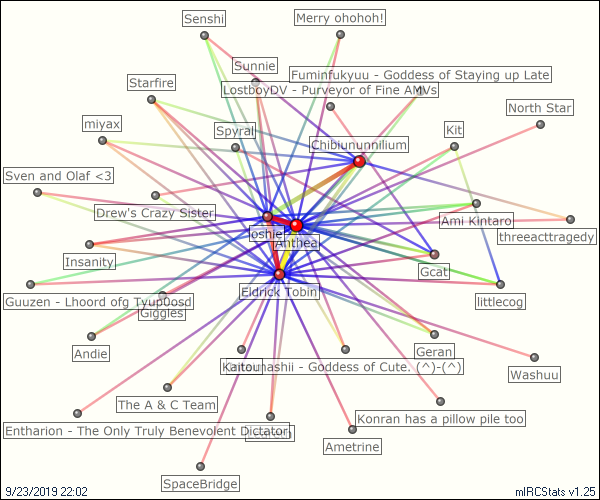 Senshi
Merry ohohoh!
Sunnie
Fuminfukyuu - Goddess of Staying up Late
Starfire
LostboyDV - Purveyor of Fine AMVs
North Star
miyax
Spyral
Kit
Chibiununnilium
Sven and Olaf <3
Drew's Crazy Sister
Ami Kintaro
threeacttragedy
Joshie
Anthea
Insanity
Gcat
Eldrick Tobin
littlecog
Guuzen - Lhoord ofg Tyup0osd
Giggles
Andie
Geran
- Goddess of Cute. (^)-(^)
Washuu
The A & C Team
Konran has a pillow pile too
Entharion - The Only Truly Benevolent Dictator
Ametrine
SpaceBridge
9/23/2019 22:02
mIRCStats v1.25